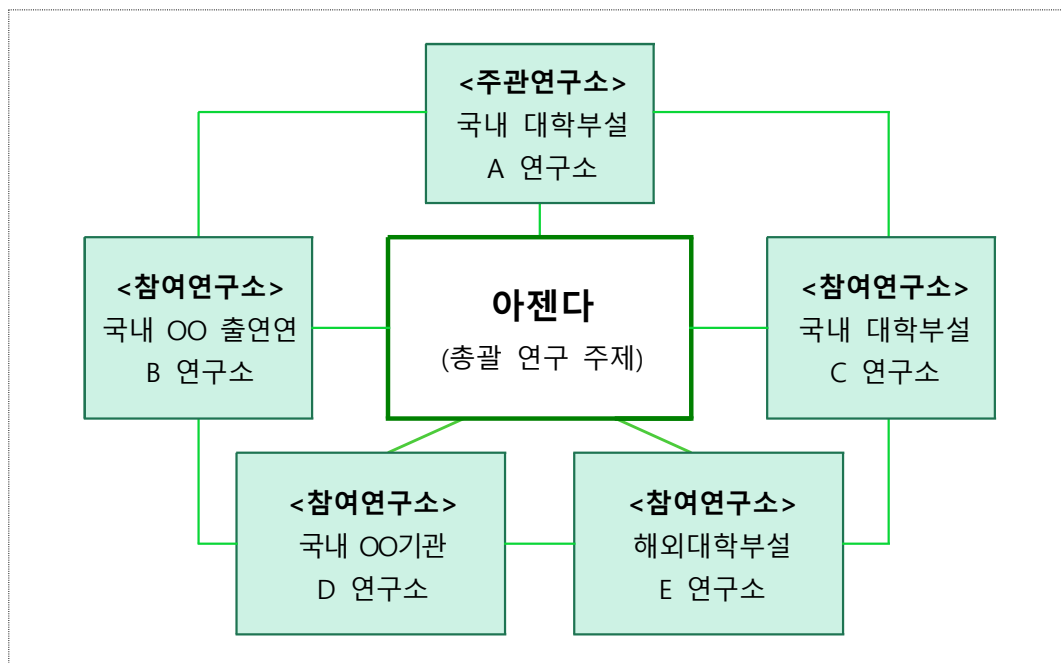 <주관연구소>
국내 대학부설
A 연구소
<참여연구소>
국내 OO 출연연
B 연구소
아젠다
(총괄 연구 주제)
<참여연구소>
국내 대학부설
C 연구소
<참여연구소>
국내 OO기관
D 연구소
<참여연구소>
해외대학부설
E 연구소